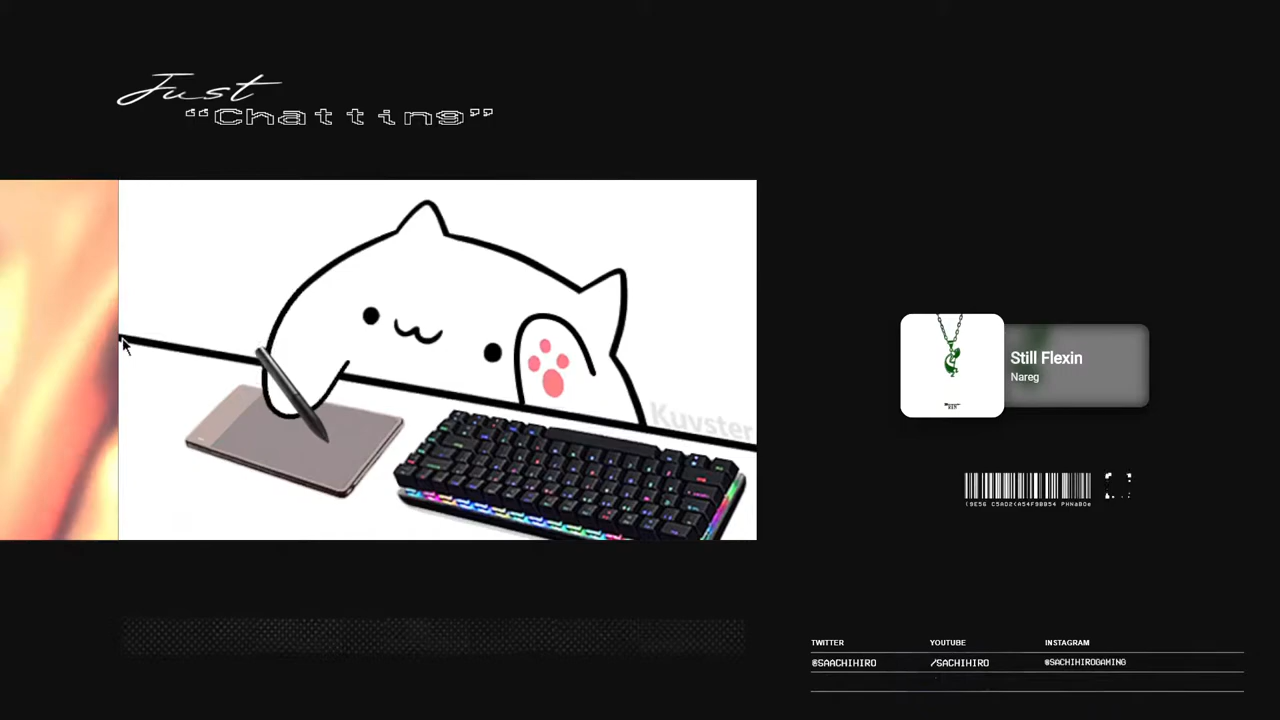 Just
“Chatting”
Kuvster
Still Flexin
Nareg
TWITTER YOUTUBE INSTAGRAM
@SAACHIHIRO /SACHIHIRO @SACHIHIROGAMING